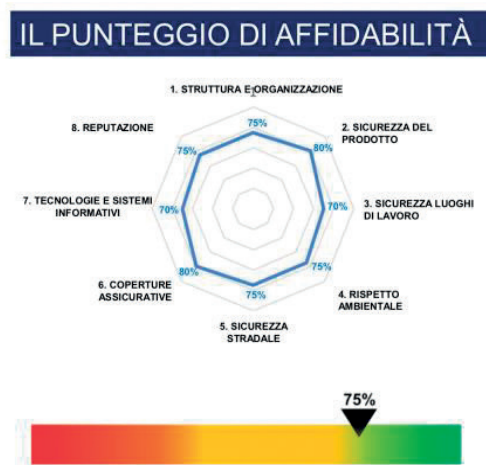 IL PUNTEGGIO DI AFFIDABILITÀ
1. STRUTTURA E ORGANIZZAZIONE
75%
2. SICUREZZA DEL
PRODOTTO
80%
3. SICUREZZA LUOGHI
DI LAVORO
70%
4. RISPETTO
AMBIENTALE
75%
5. SICUREZZA
STRADALE
75%
6. COPERTURE
ASSICURATIVE
80%
7. TECNOLOGIE E SISTEMI
INFORMATIVI
70%
8. REPUTAZIONE
75%
75%